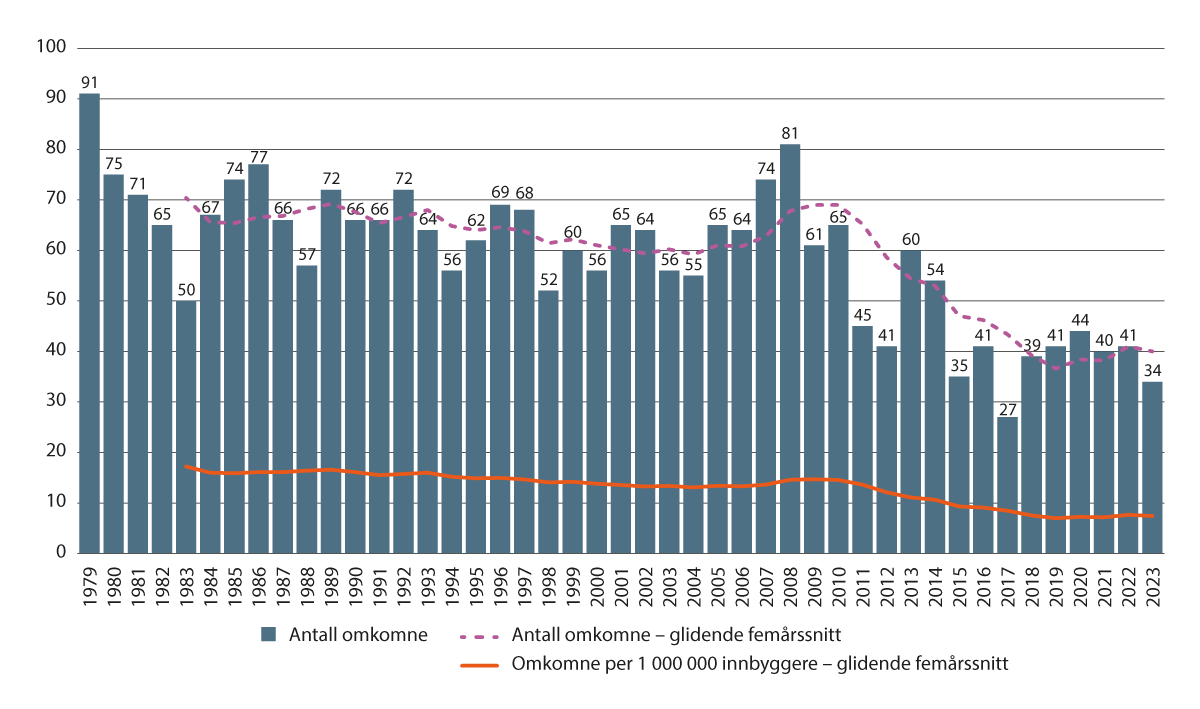 100
90
80
70
60
50
40
30
20
10
0
91 75 71 65 50 67 74 77 66 57 72 66 66 72 64 56 62 69 68 52 60 56 65 64 56 55 65 64 74 81 61 65 45 41 60 54 35 41 27 39 41 44 40 41 34
1979 1980 1981 1982 1983 1984 1985 1986 1987 1988 1989 1990 1991 1992 1993 1994 1995 1996 1997 1998 1999 2000 2001 2002 2003 2004 2005 2006 2007 2008 2009 2010 2011 2012 2013 2014 2015 2016 2017 2018 2019 2020 2021 2022 2023
Antall omkomne
Antall omkomne – glidende femårssnitt
Omkomne per 1 000 000 innbyggere – glidende femårssnitt